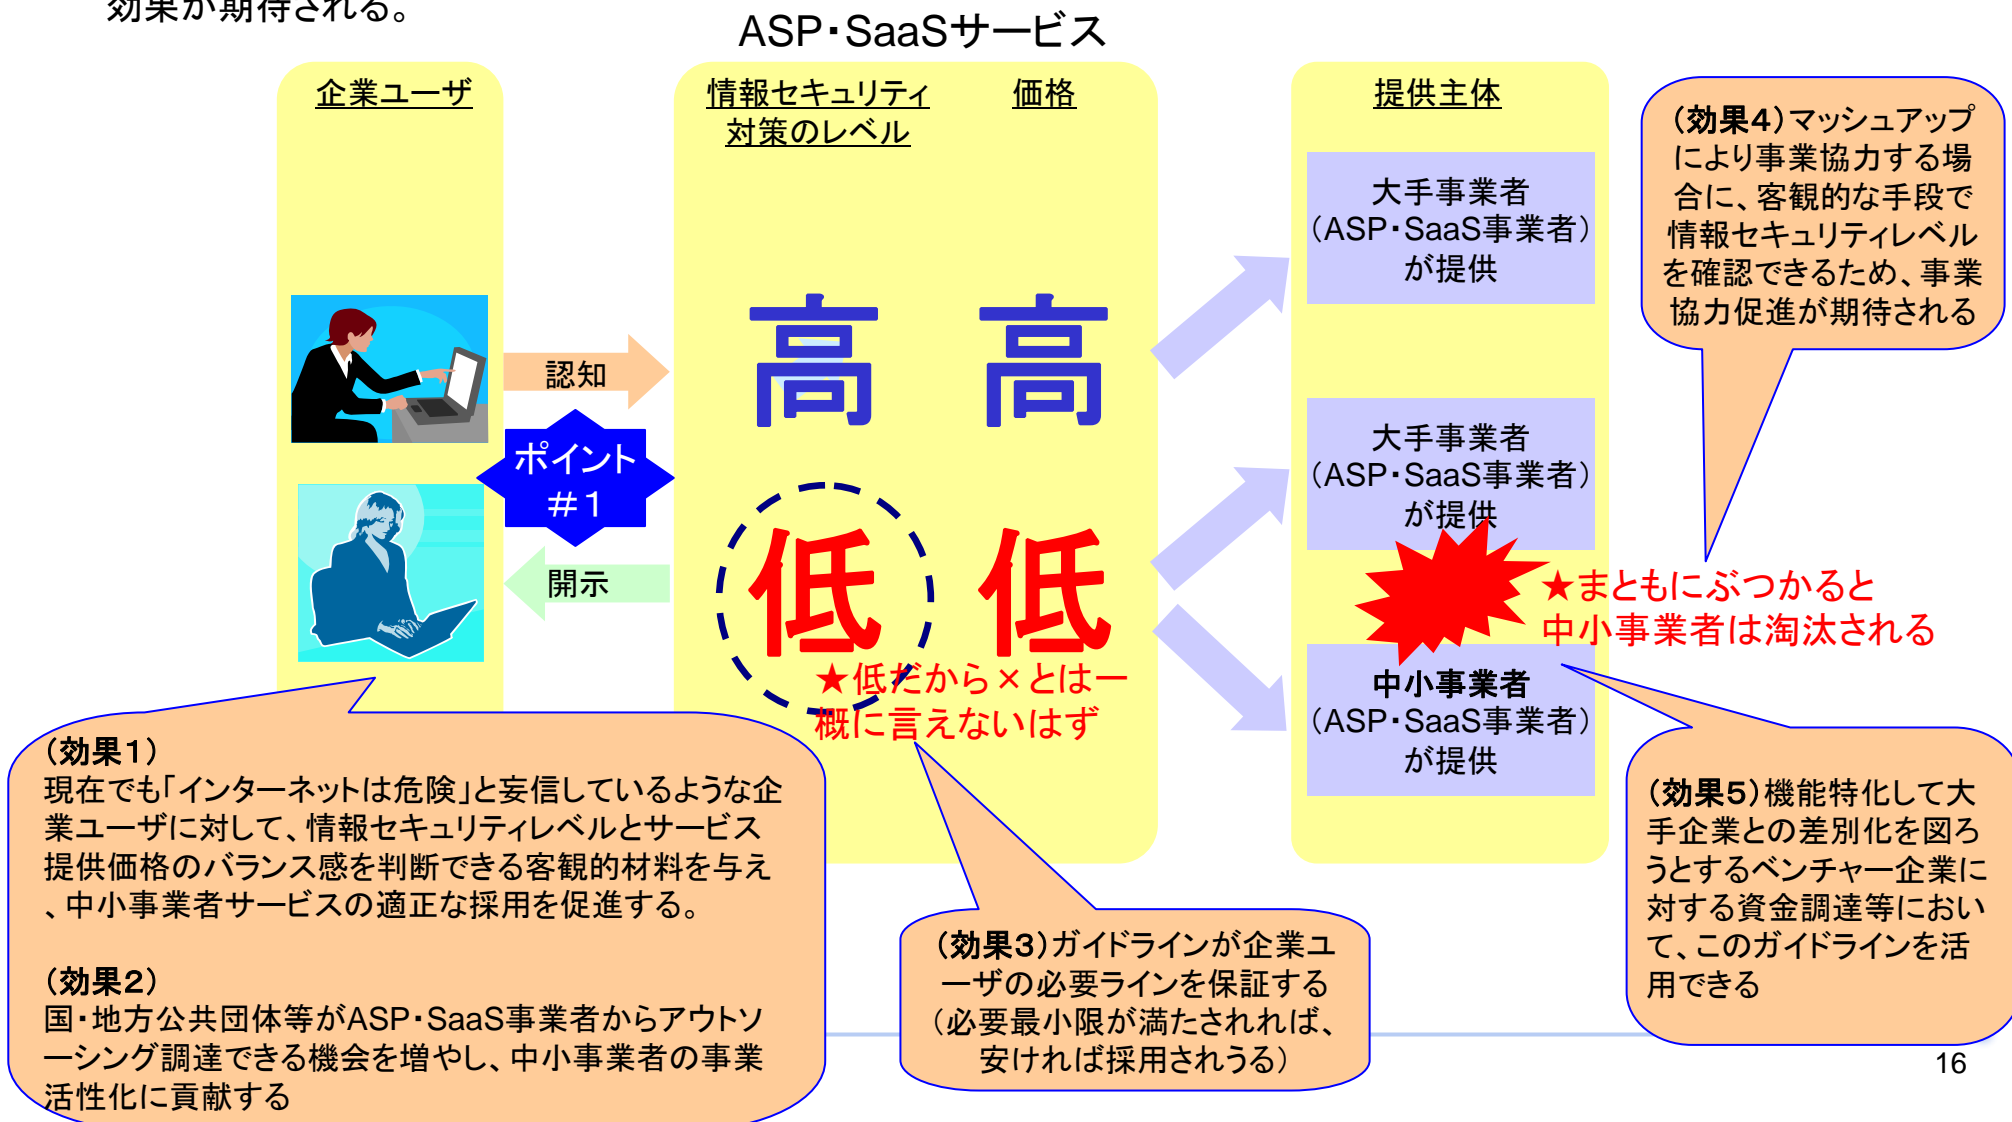 効果が期待される。
ASP・SaaSサービス
企業ユーザ
情報セキュリティ
対策のレベル
価格
提供主体
大手事業者
（ASP・SaaS事業者）
が提供
（効果４）マッシュアップ
により事業協力する場
合に、客観的な手段で
情報セキュリティレベル
を確認できるため、事業
協力促進が期待される
認知
高
高
ポイント
＃１
大手事業者
（ASP・SaaS事業者）
が提供
開示
低
低
★低だから×とは一
概に言えないはず
★まともにぶつかると
中小事業者は淘汰される
中小事業者
（ASP・SaaS事業者）
が提供
（効果１）
現在でも「インターネットは危険」と妄信しているような企
業ユーザに対して、情報セキュリティレベルとサービス
提供価格のバランス感を判断できる客観的材料を与え
、中小事業者サービスの適正な採用を促進する。
（効果２）
国・地方公共団体等がASP・SaaS事業者からアウトソ
ーシング調達できる機会を増やし、中小事業者の事業
活性化に貢献する
（効果３）ガイドラインが企業ユ
ーザの必要ラインを保証する
（必要最小限が満たされれば、
安ければ採用されうる）
（効果５）機能特化して大
手企業との差別化を図ろ
うとするベンチャー企業に
対する資金調達等におい
て、このガイドラインを活
用できる
16